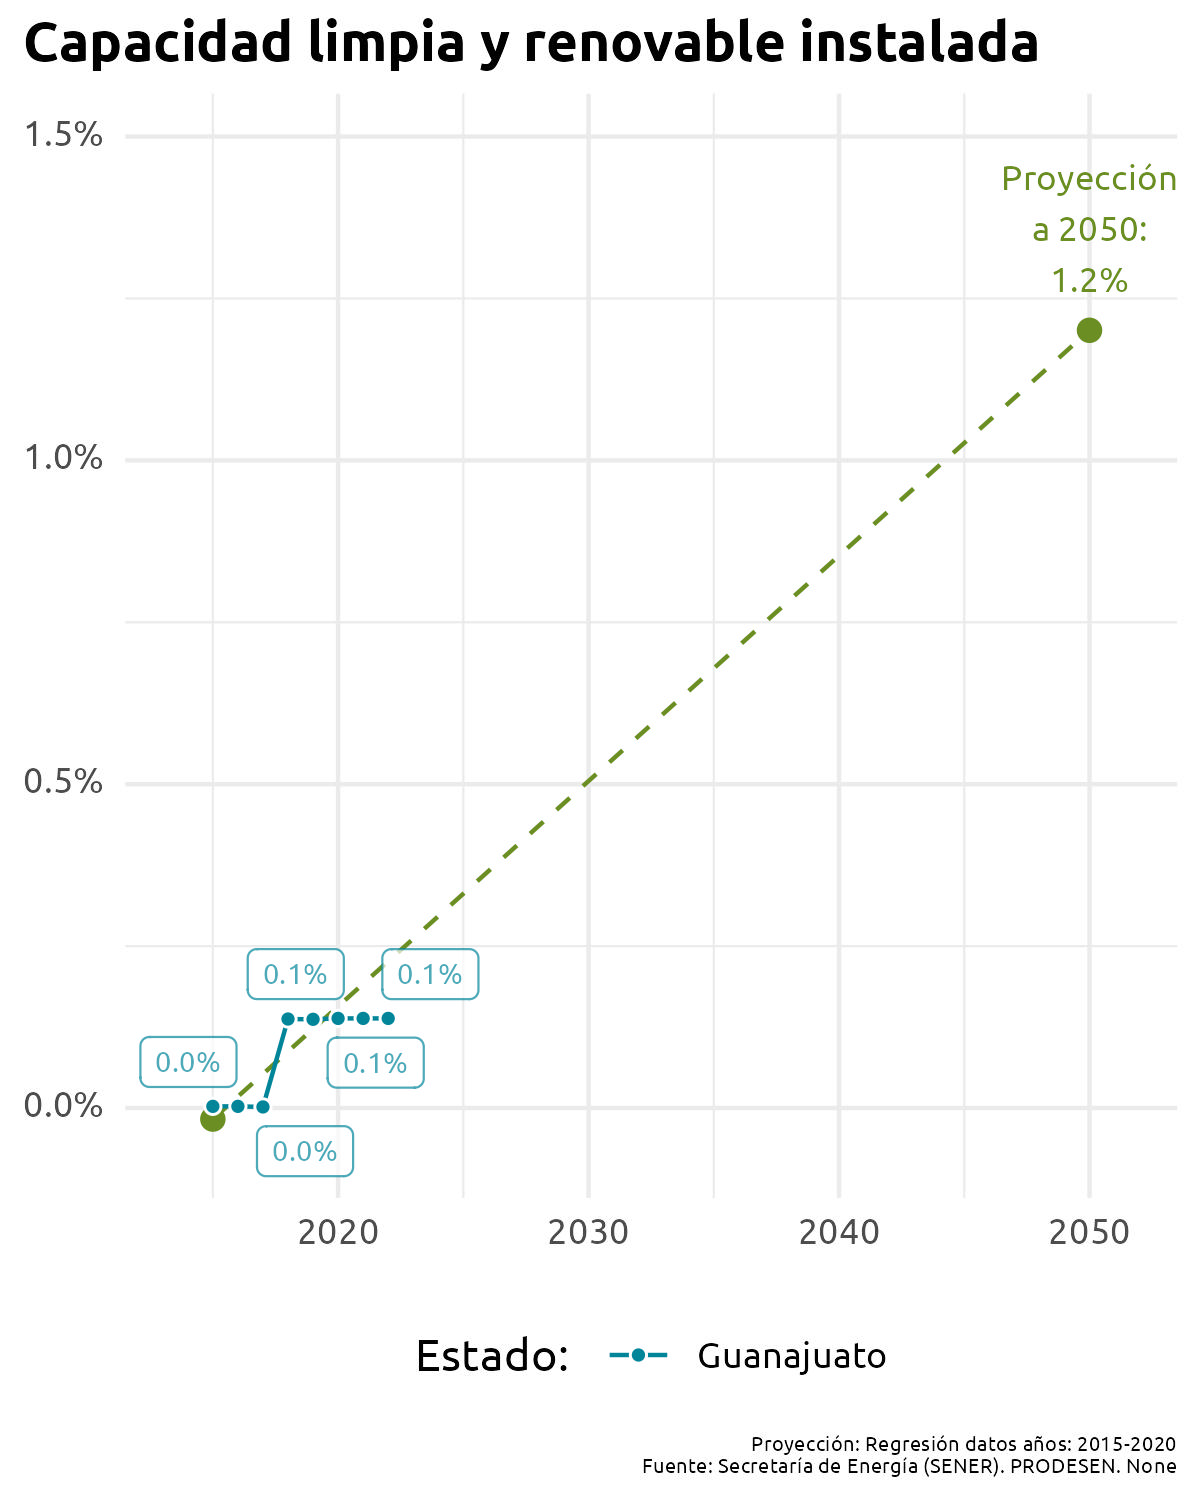 Capacidad limpia y renovable instalada
1.5%
Proyección
a 2050:
1.2%
1.0%
0.5%
0.1%
0.1%
0.0%
0.1%
0.0%
0.0%
2020
2030
2040
2050
Estado:
Guanajuato
Proyección: Regresión datos años: 2015-2020
Fuente: Secretaría de Energía (SENER). PRODESEN. None